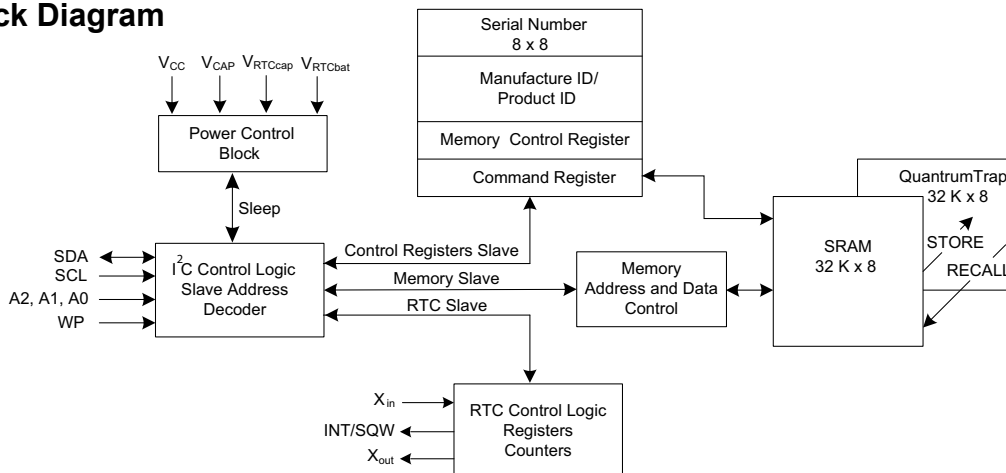 ck Diagram
Serial Number
8 x 8
Manufacture ID/
Product ID
Memory Control Register
Command Register
VCC VCAP VRTCcap VRTCbat
Power Control
Block
Sleep
QuantumTrap
32 K x 8
SRAM
32 K x 8
STORE
RECALL
SDA
SCL
A2, A1, A0
WP
I2C Control Logic
Slave Address
Decoder
Control Registers Slave
Memory Slave
RTC Slave
Memory
Address and Data
Control
Xin
INT/SQW
Xout
RTC Control Logic
Registers
Counters